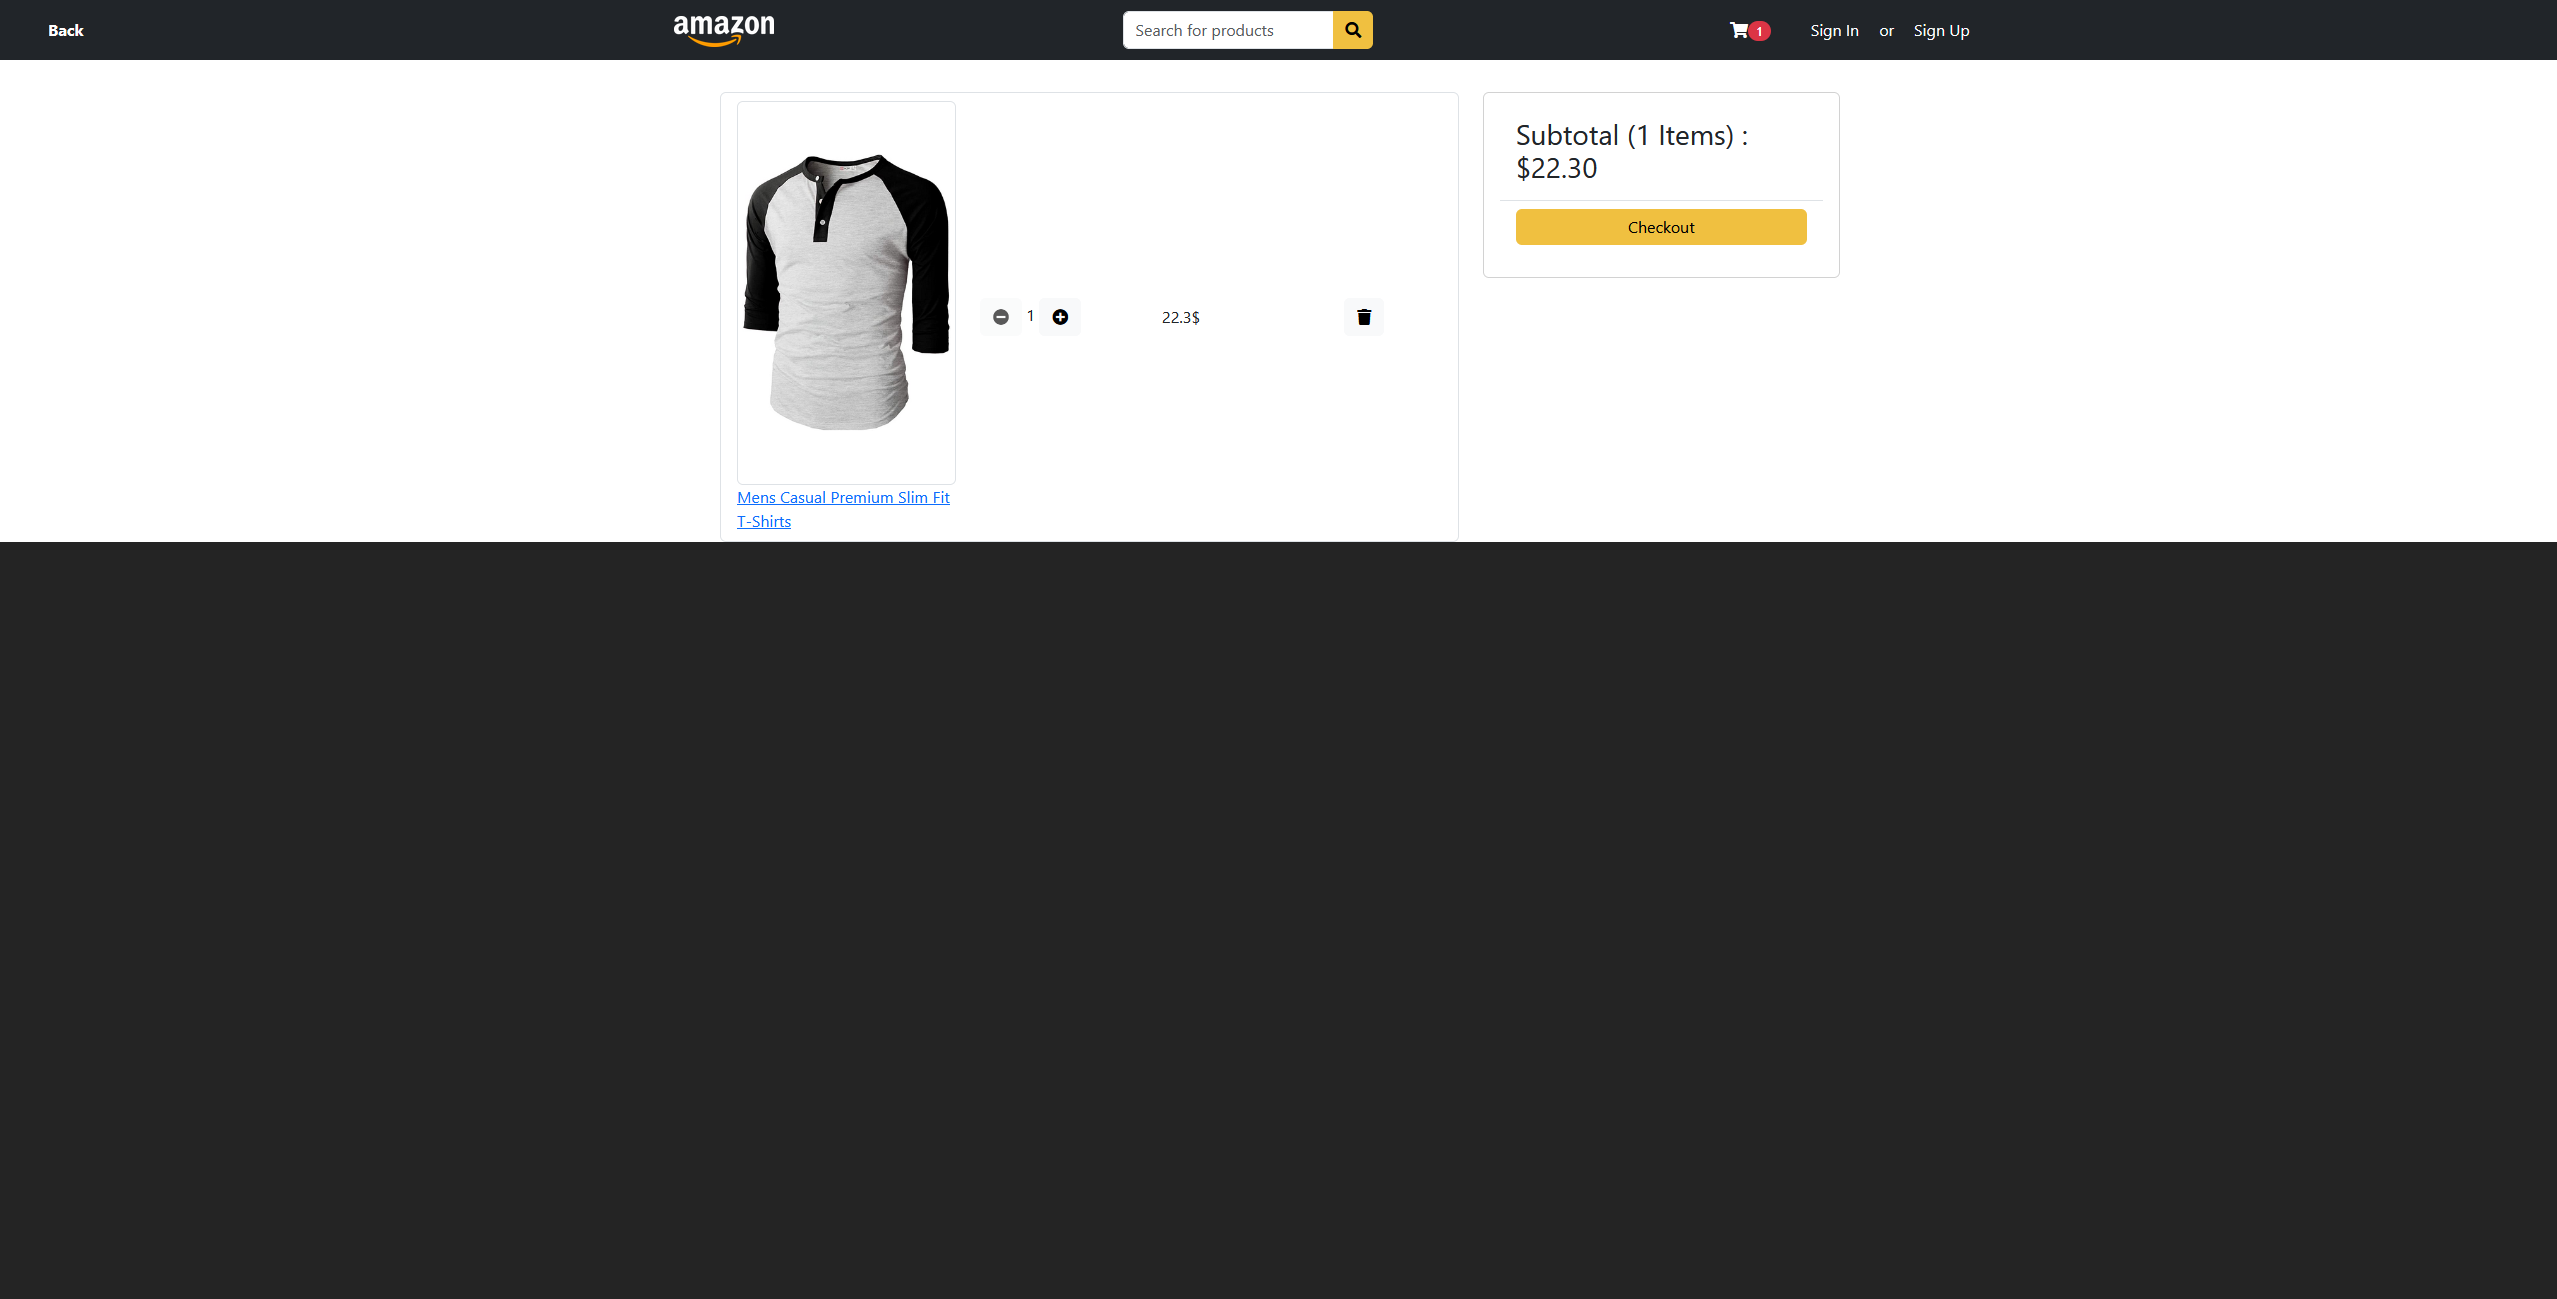 Back
amazon
Search for products
1
Sign In or Sign Up
Subtotal (1 Items) :
$22.30
Checkout
1
22.3$
Mens Casual Premium Slim Fit
T-Shirts